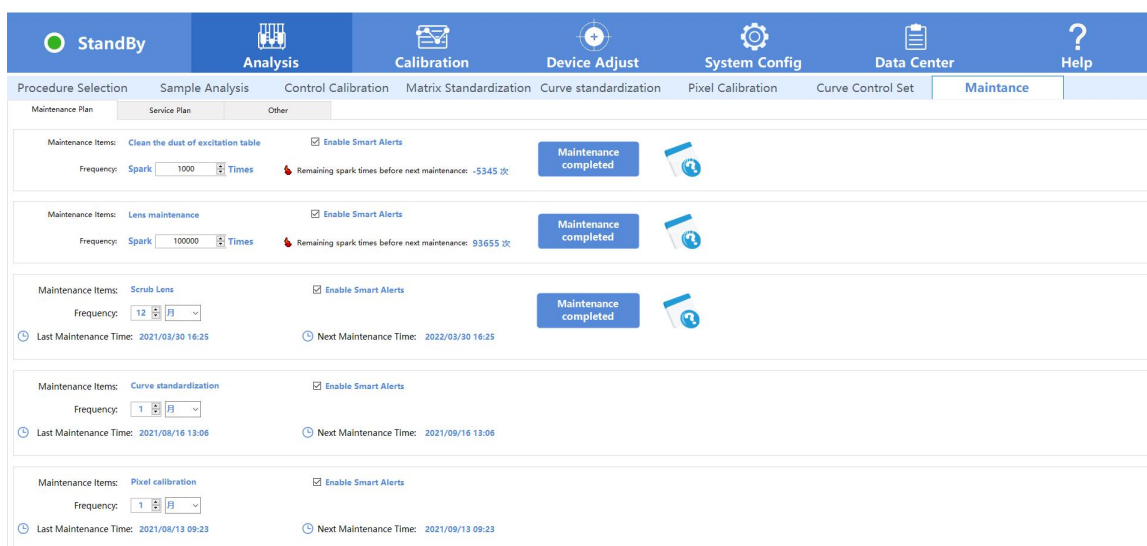 StandBy
Analysis
Calibration
Device Adjust
System Config
Data Center
Help
Procedure Selection Sample Analysis Control Calibration Matrix Standardization Curve standardization Pixel Calibration Curve Control Set Maintance
Maintenance Plan Service Plan Other
Maintenance Items: Clean the dust of excitation table Enable Smart Alerts
Maintenance completed
Frequency: Spark 1000 Times Remaining spark times before next maintenance: -5345 次
Maintenance Items: Lens maintenance Enable Smart Alerts
Maintenance completed
Frequency: Spark 100000 Times Remaining spark times before next maintenance: 93655 次
Maintenance Items: Scrub Lens Enable Smart Alerts
Maintenance completed
Frequency: 12 月
Last Maintenance Time: 2021/03/30 16:25 Next Maintenance Time: 2022/03/30 16:25
Maintenance Items: Curve standardization Enable Smart Alerts
Frequency: 1 月
Last Maintenance Time: 2021/08/16 13:06 Next Maintenance Time: 2021/09/16 13:06
Maintenance Items: Pixel calibration Enable Smart Alerts
Frequency: 1 月
Last Maintenance Time: 2021/08/13 09:23 Next Maintenance Time: 2021/09/13 09:23